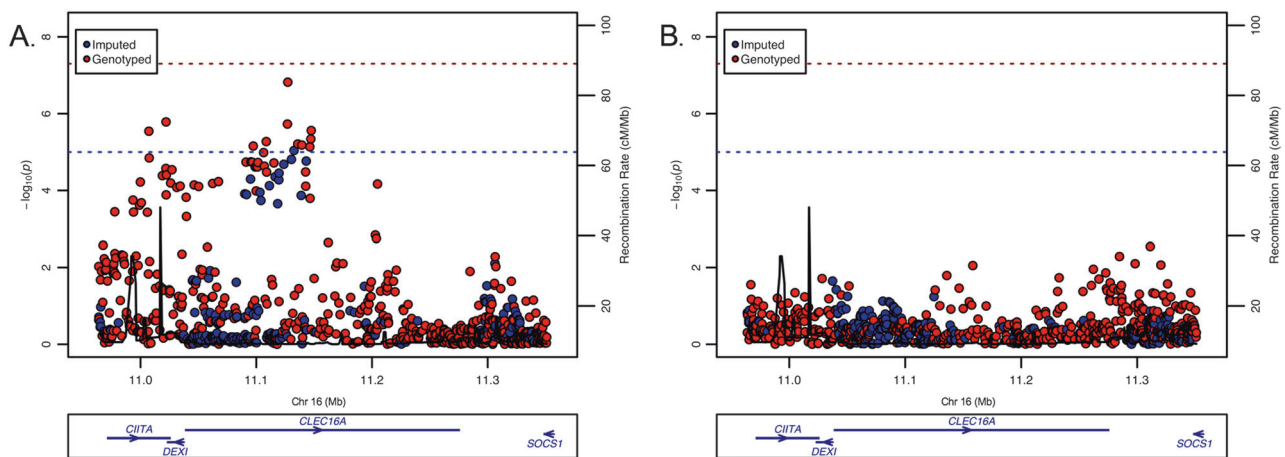 A.
8
6
4
2
0
−log10(p)
Imputed
Genotyped
100
80
60
40
20
Recombination Rate (cM/Mb)
11.0 11.1 11.2 11.3
Chr 16 (Mb)
CIITA
DEXI
CLEC16A
SOCS1
B.
8
6
4
2
0
−log10(p)
Imputed
Genotyped
100
80
60
40
20
Recombination Rate (cM/Mb)
11.0 11.1 11.2 11.3
Chr 16 (Mb)
CIITA
DEXI
CLEC16A
SOCS1